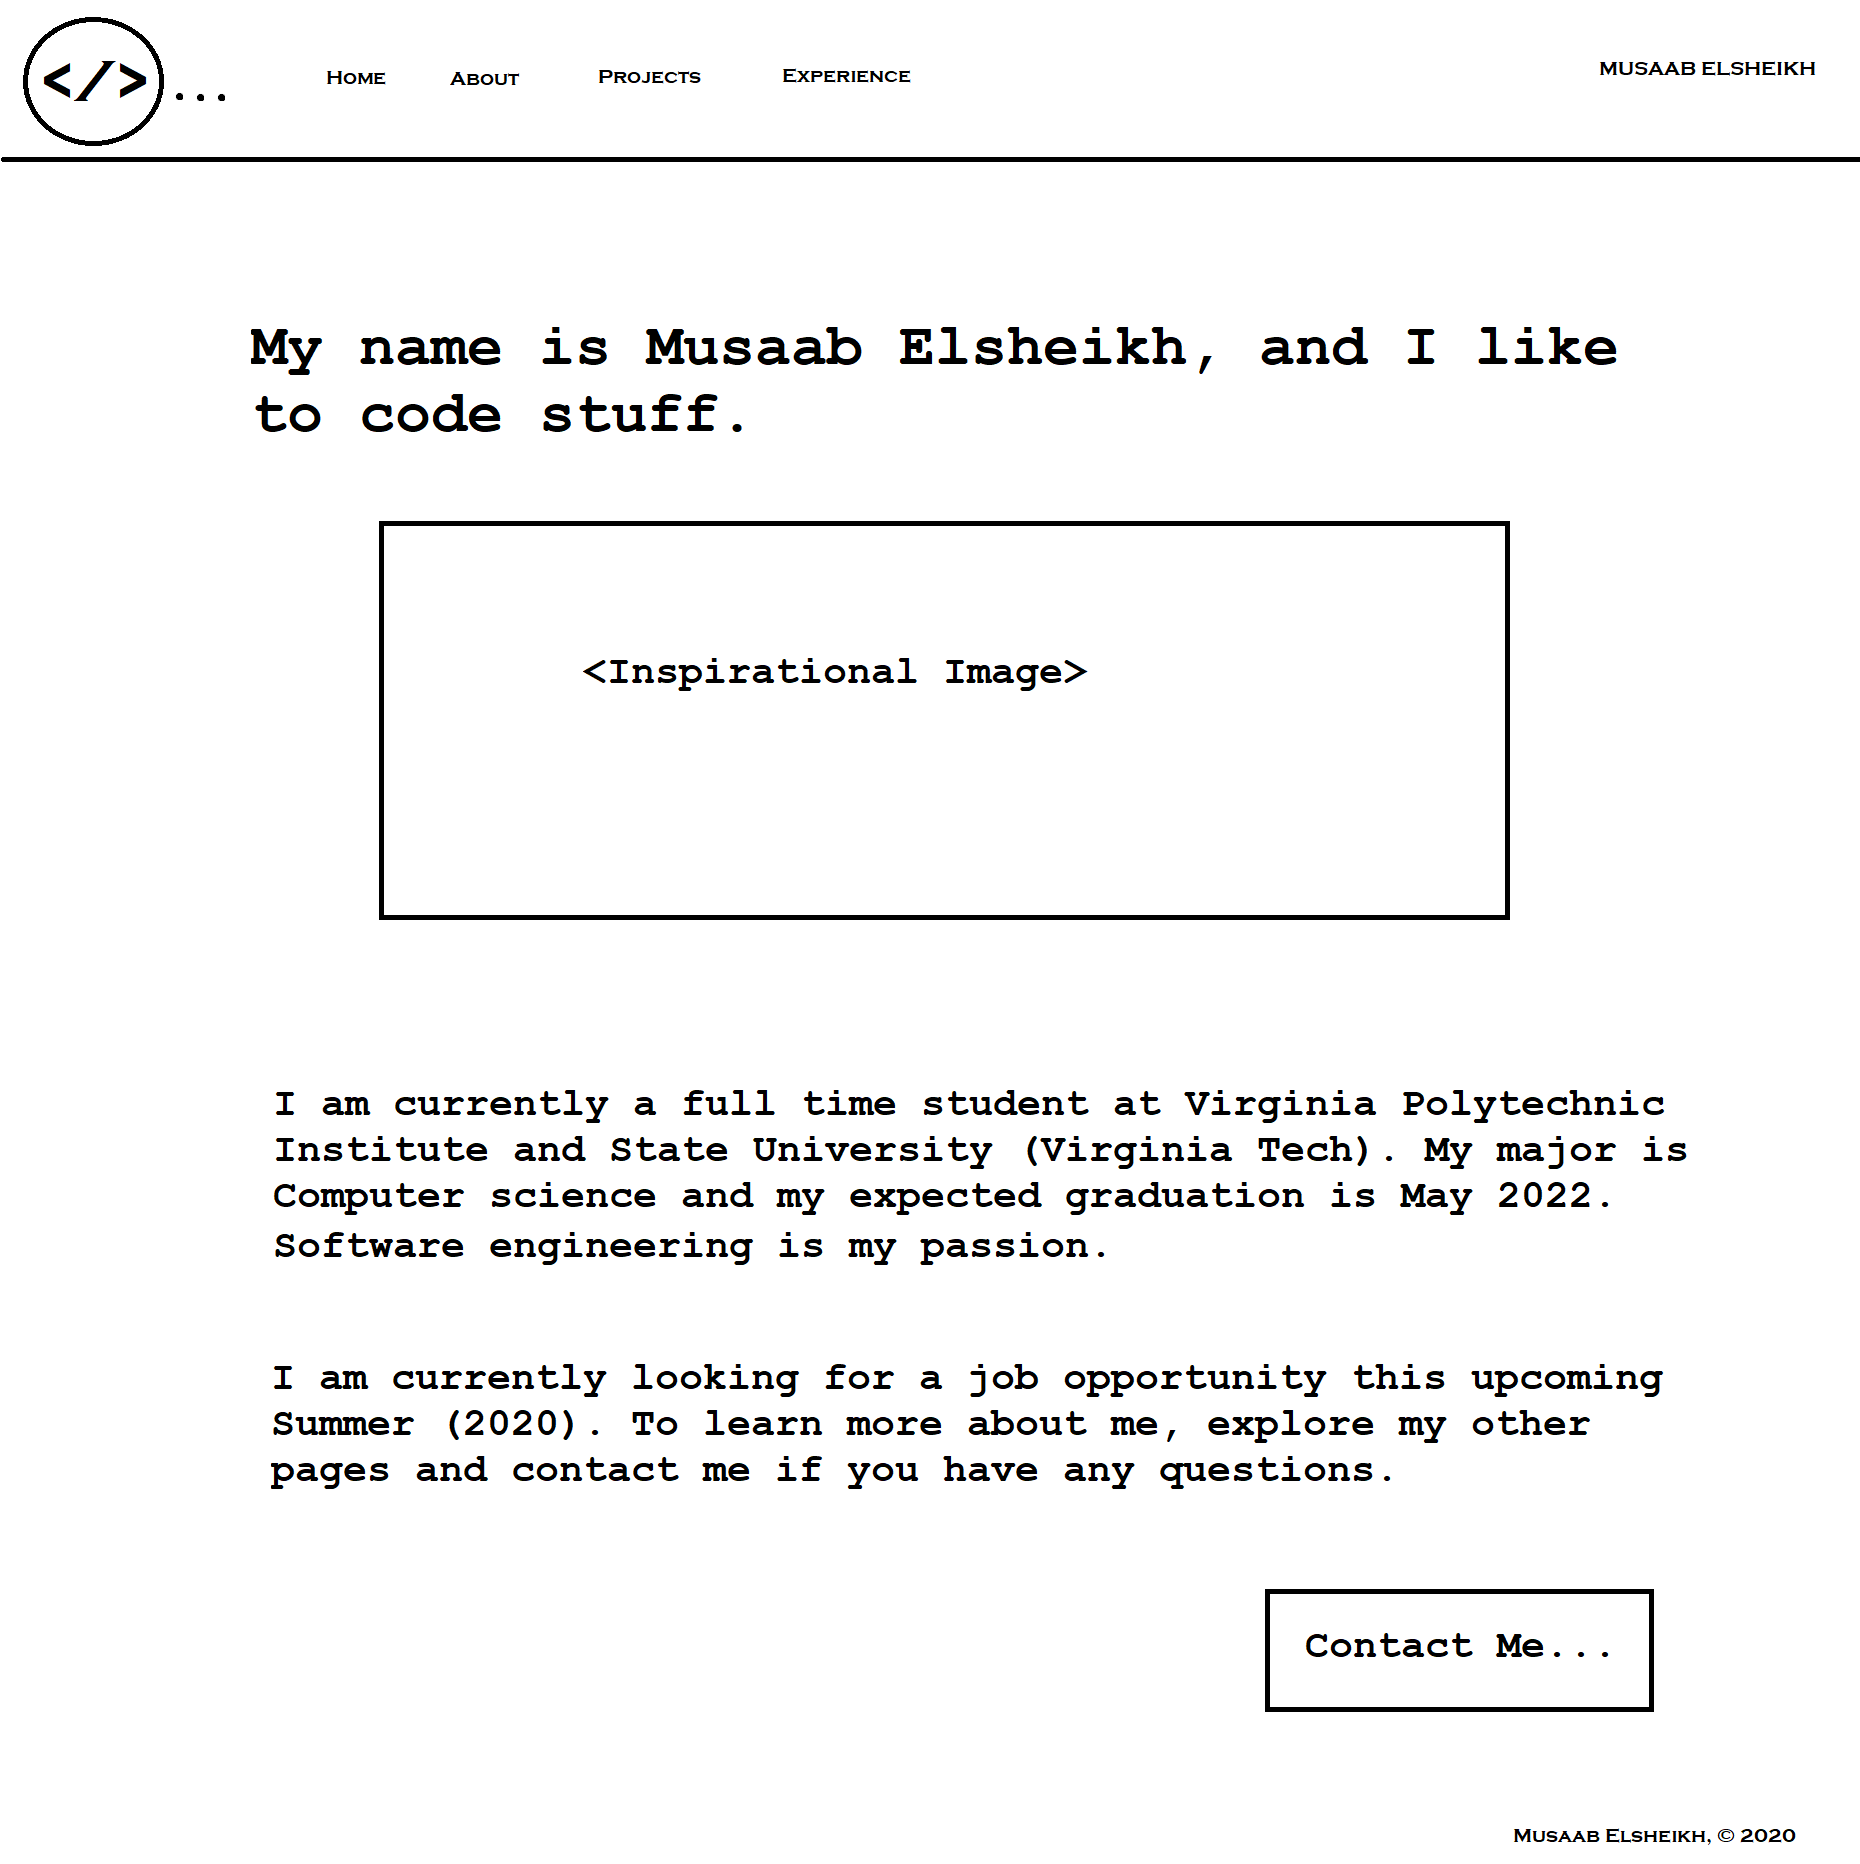 </> ...
Home About Projects Experience MUSAAB ELSHEIKH
My name is Musaab Elsheikh, and I like
to code stuff.
<Inspirational Image>
I am currently a full time student at Virginia Polytechnic
Institute and State University (Virginia Tech). My major is
Computer science and my expected graduation is May 2022.
Software engineering is my passion.
I am currently looking for a job opportunity this upcoming
Summer (2020). To learn more about me, explore my other
pages and contact me if you have any questions.
Contact Me...
Musaab Elsheikh, © 2020